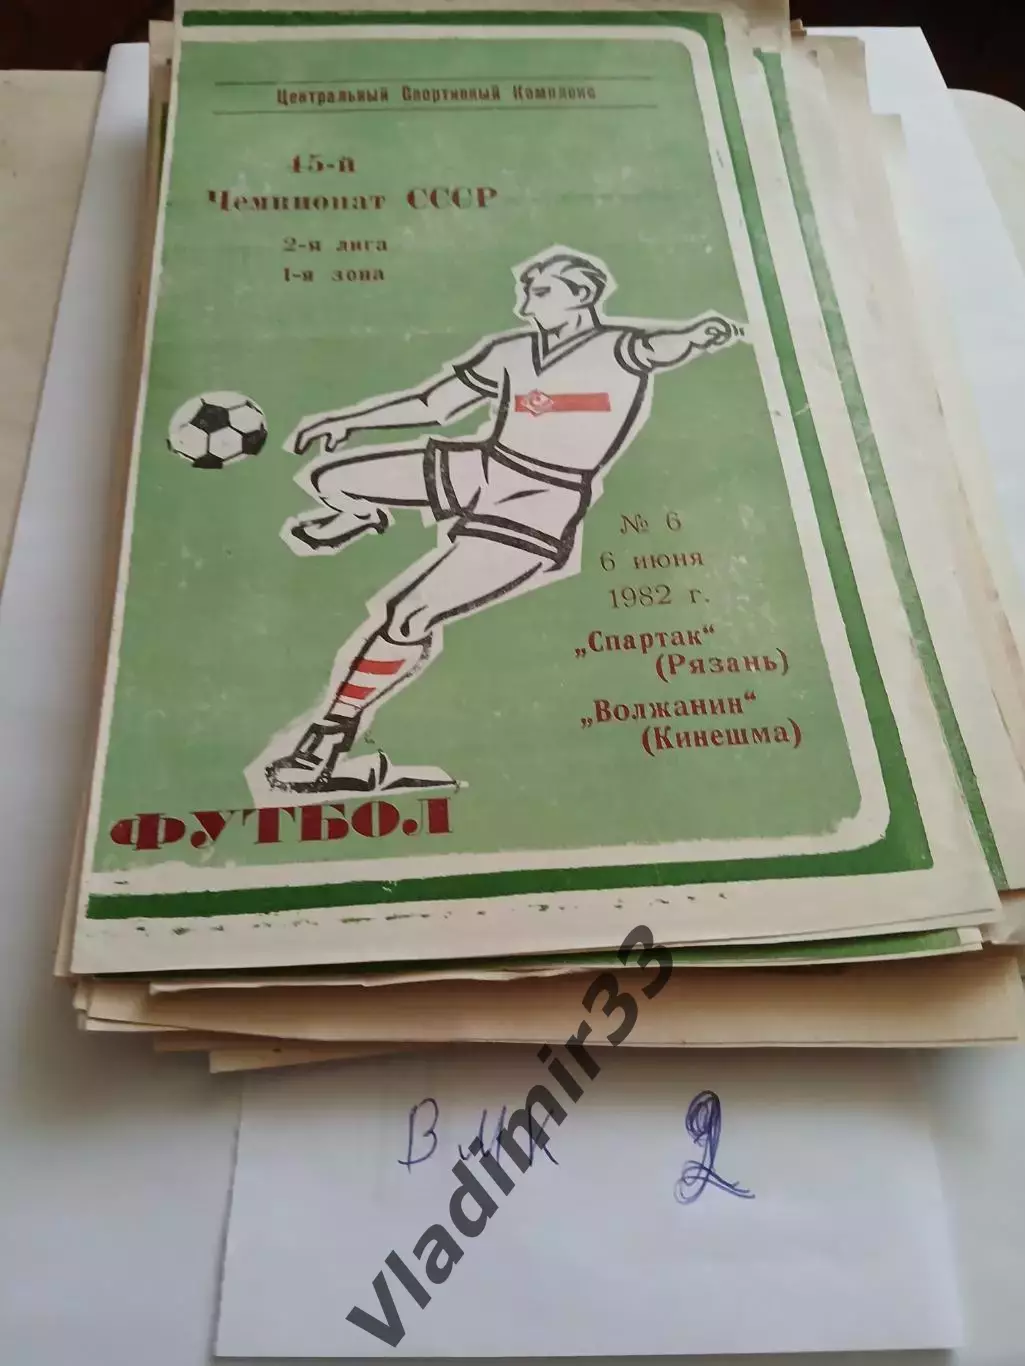 Центральный Спортивный Комплекс
45-й
Чемпионат СССР
2-я лига
1-я зона
№ 6
6 июня
1982 г.
„Спартак“
(Рязань)
„Волжанин“
(Кинешма)
ФУТБОЛ
2
vladimir33